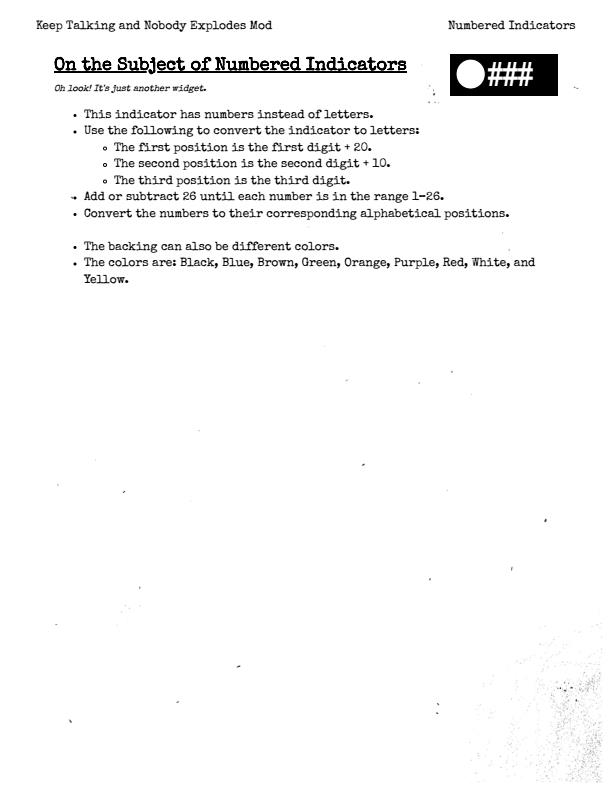 Keep Talking and Nobody Explodes Mod Numbered Indicators
On the Subject of Numbered Indicators
Oh look! It's just another widget.
###
• This indicator has numbers instead of letters.
• Use the following to convert the indicator to letters:
◦ The first position is the first digit + 20.
◦ The second position is the second digit + 10.
◦ The third position is the third digit.
• Add or subtract 26 until each number is in the range 1-26.
• Convert the numbers to their corresponding alphabetical positions.
• The backing can also be different colors.
• The colors are: Black, Blue, Brown, Green, Orange, Purple, Red, White, and
Yellow.